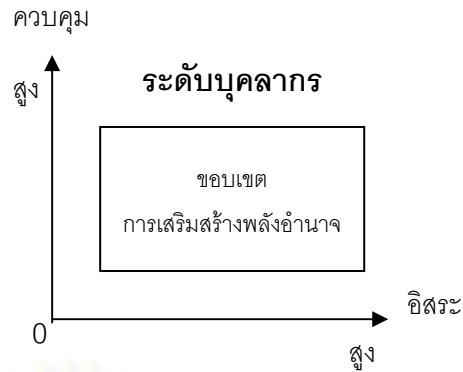 ควบคุม
สูง
ระดับบุคลากร
ขอบเขต
การเสริมสร้างพลังอำนาจ
อิสระ
0
สูง